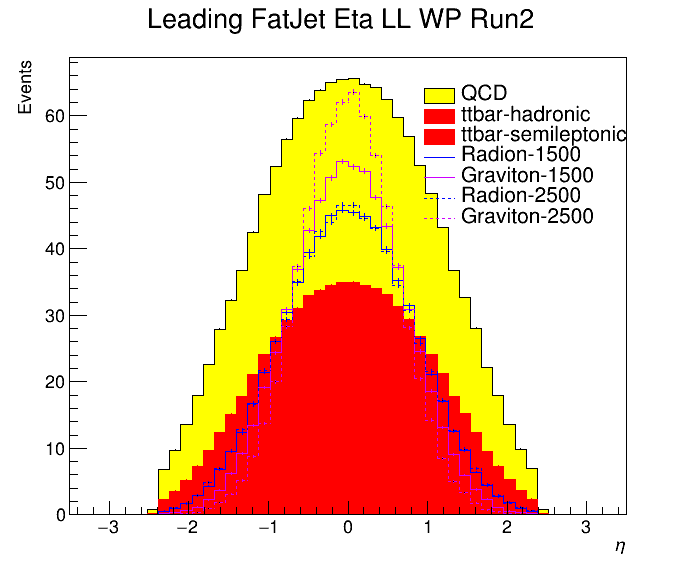 Leading FatJet Eta LL WP Run2
Events
60
50
40
30
20
10
0
QCD
ttbar-hadronic
ttbar-semileptonic
Radion-1500
Graviton-1500
Radion-2500
Graviton-2500
−3 −2 −1 0 1 2 3
η